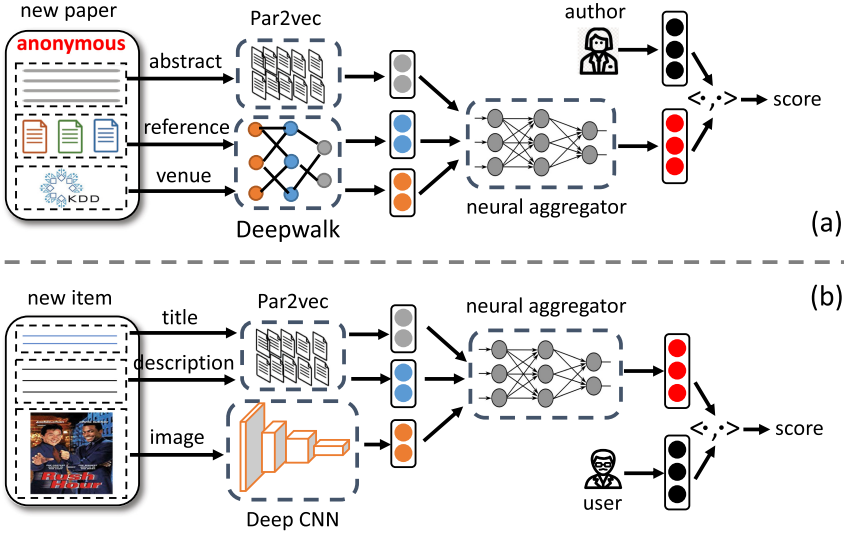 new paper
anonymous
abstract
reference
venue
KDD
Par2vec
Deepwalk
neural aggregator
author
<·,·>
score
(a)
new item
title
description
image
Rush
Hour
Par2vec
Deep CNN
neural aggregator
user
<·,·>
score
(b)